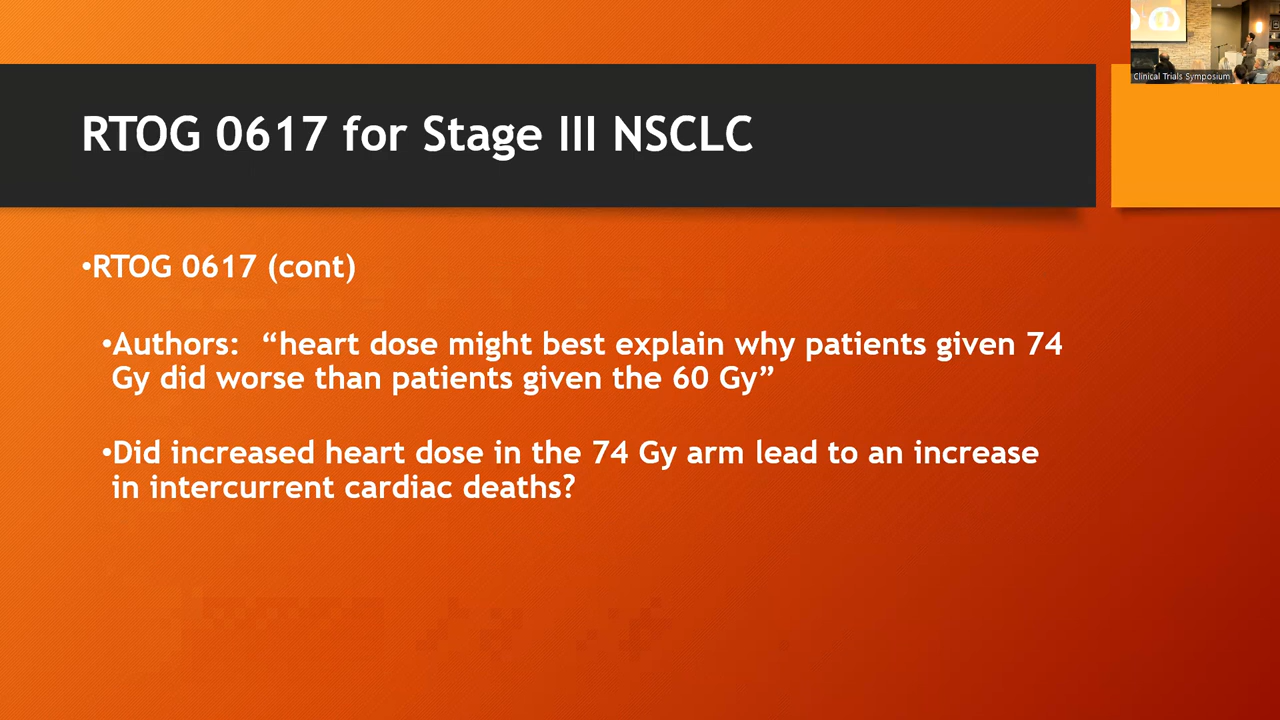 Clinical Trials Symposium
RTOG 0617 for Stage III NSCLC
•RTOG 0617 (cont)
•Authors: “heart dose might best explain why patients given 74
Gy did worse than patients given the 60 Gy”
•Did increased heart dose in the 74 Gy arm lead to an increase
in intercurrent cardiac deaths?